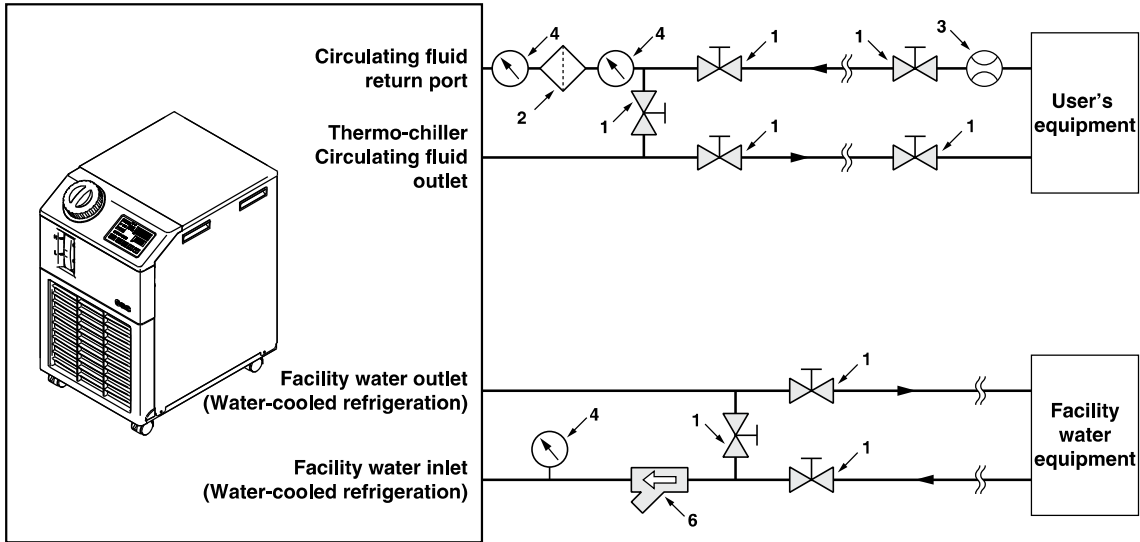 4
4
1
1
3
Circulating fluid
return port
2
1
User's
equipment
Thermo-chiller
Circulating fluid
outlet
1
1
Facility water outlet
(Water-cooled refrigeration)
1
4
1
1
Facility
water
equipment
Facility water inlet
(Water-cooled refrigeration)
6